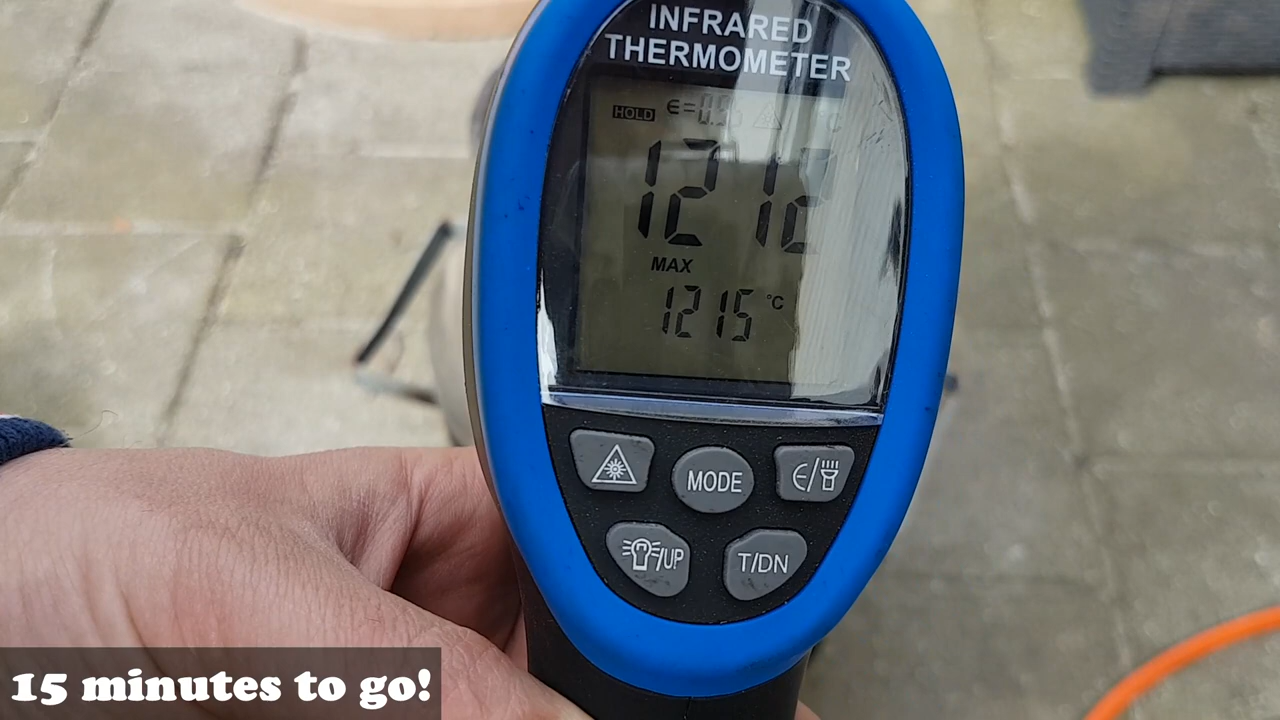 INFRARED
THERMOMETER
HOLD
1212
MAX
1215 °C
MODE
Є/
/UP
T/DN
15 minutes to go!